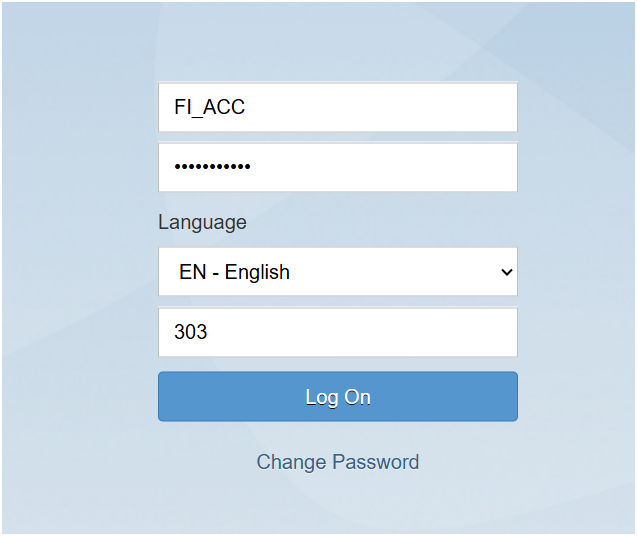 FI_ACC
•••••••••••
Language
EN - English
303
Log On
Change Password